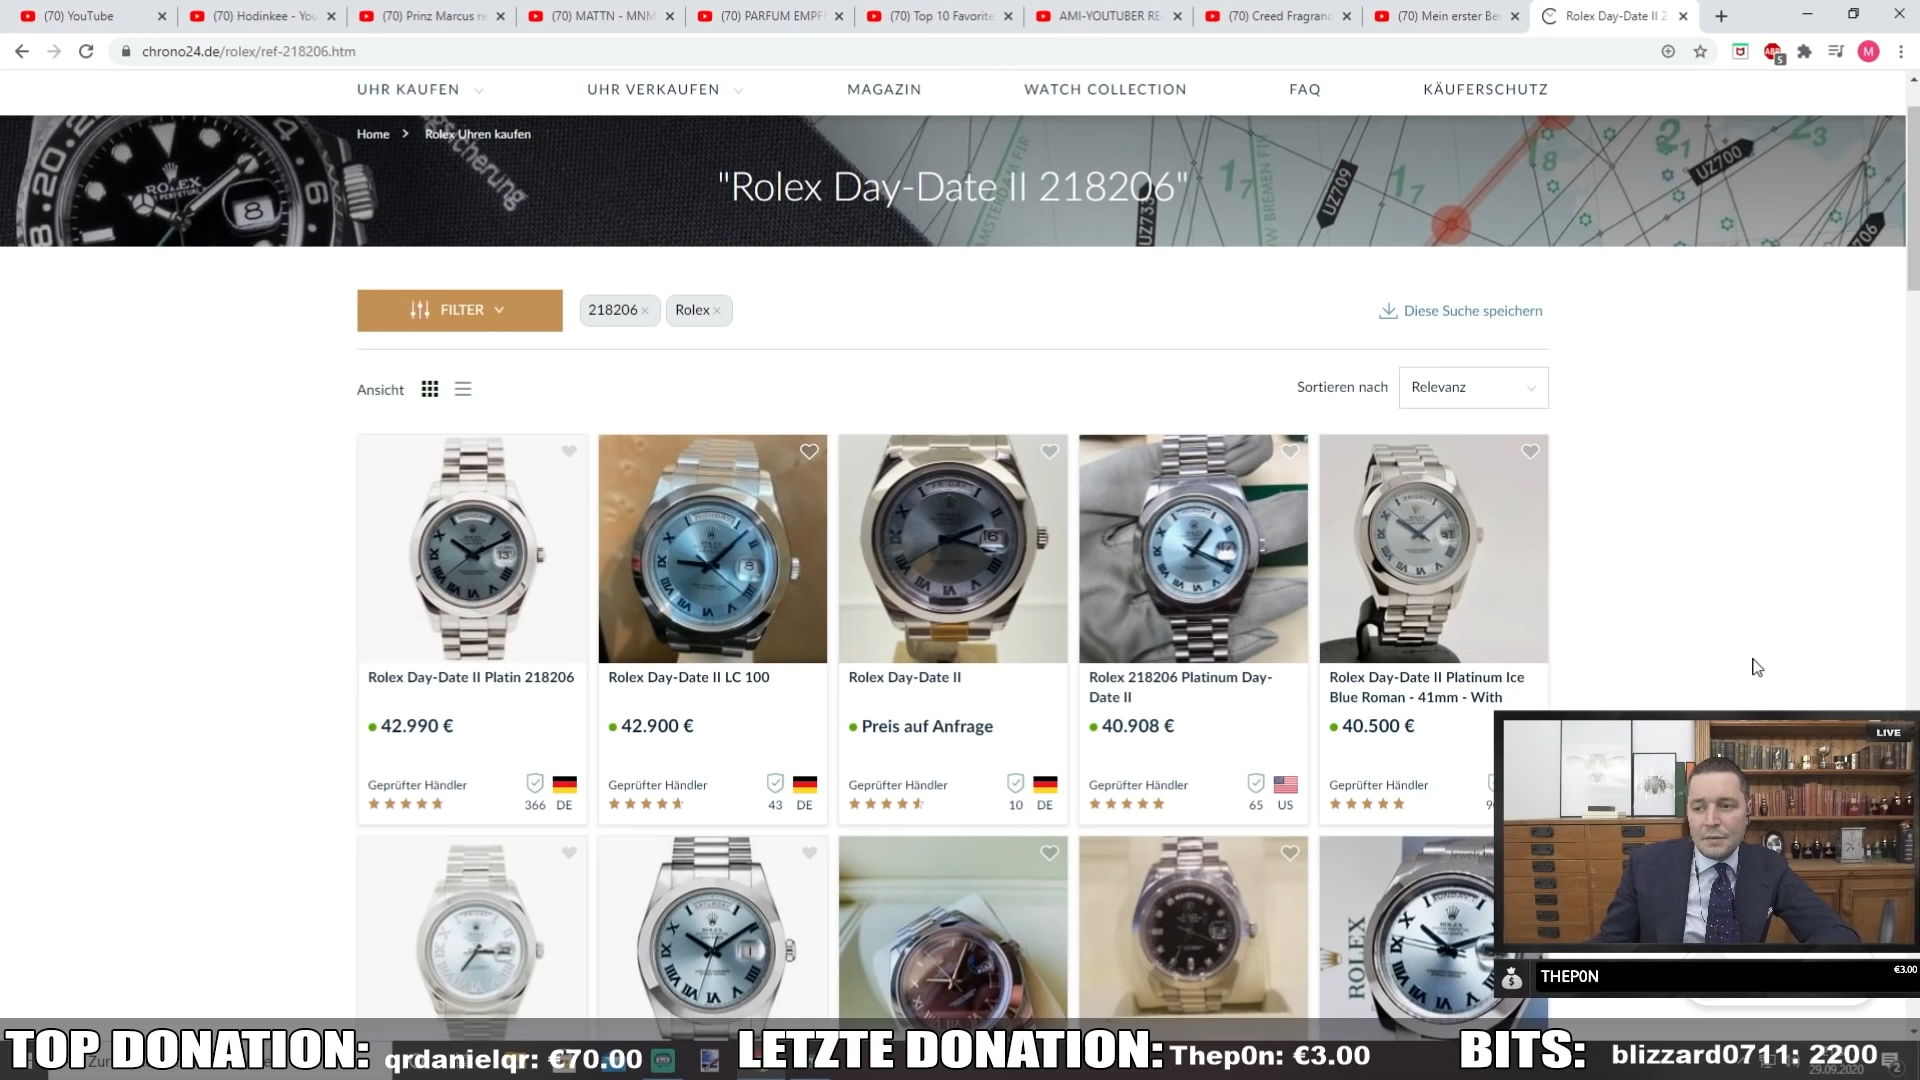 (70) YouTube
(70) Hodinkee - You
(70) Prinz Marcus re
(70) MATTN - MNM
(70) PARFUM EMPF
(70) Top 10 Favorite
AMI-YOUTUBER RE
(70) Creed Fragranc
(70) Mein erster Be
Rolex Day-Date II 2
chrono24.de/rolex/ref-218206.htm
UHR KAUFEN
UHR VERKAUFEN
MAGAZIN
WATCH COLLECTION
FAQ
KÄUFERSCHUTZ
Home > Rolex Uhren kaufen
"Rolex Day-Date II 218206"
FILTER
218206
Rolex
Diese Suche speichern
Ansicht
Sortieren nach
Relevanz
Rolex Day-Date II Platin 218206
42.990 €
Geprüfter Händler
366 DE
Rolex Day-Date II LC 100
42.900 €
Geprüfter Händler
43 DE
Rolex Day-Date II
Preis auf Anfrage
Geprüfter Händler
10 DE
Rolex 218206 Platinum Day-
Date II
40.908 €
Geprüfter Händler
65 US
Rolex Day-Date II Platinum Ice
Blue Roman - 41mm - With
40.500 €
Geprüfter Händler
LIVE
ROLEX
THEP0N
€3.00
TOP DONATION: qrdanielqr: €70.00
LETZTE DONATION: Thep0n: €3.00
BITS: blizzard0711: 2200
29.09.2020